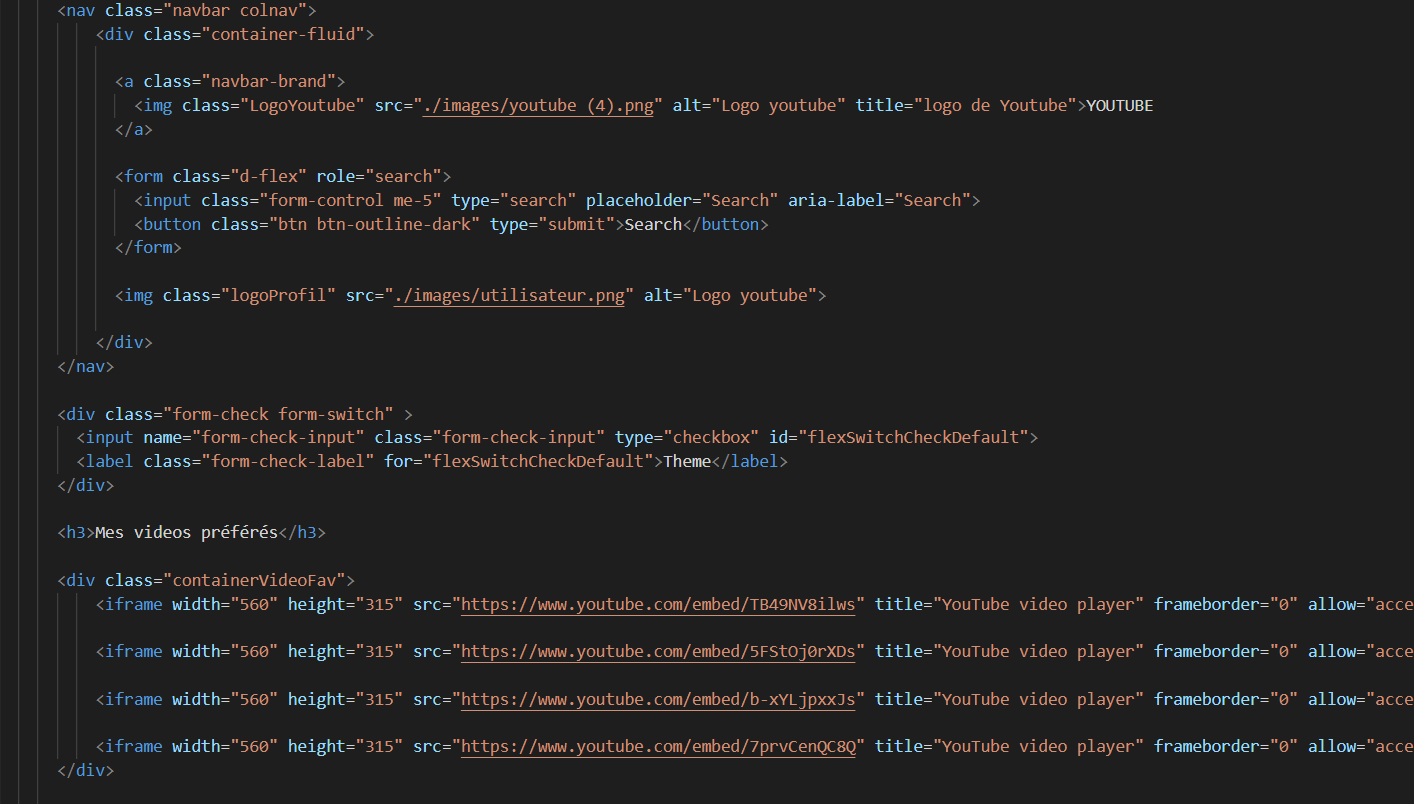 <nav class="navbar colnav">
<div class="container-fluid">
<a class="navbar-brand">
<img class="LogoYoutube" src="./images/youtube (4).png" alt="Logo youtube" title="logo de Youtube">YOUTUBE
</a>
<form class="d-flex" role="search">
<input class="form-control me-5" type="search" placeholder="Search" aria-label="Search">
<button class="btn btn-outline-dark" type="submit">Search</button>
</form>
<img class="logoProfil" src="./images/utilisateur.png" alt="Logo youtube">
</div>
</nav>
<div class="form-check form-switch" >
<input name="form-check-input" class="form-check-input" type="checkbox" id="flexSwitchCheckDefault">
<label class="form-check-label" for="flexSwitchCheckDefault">Theme</label>
</div>
<h3>Mes videos préférés</h3>
<div class="containerVideoFav">
<iframe width="560" height="315" src="https://www.youtube.com/embed/TB49NV8ilws" title="YouTube video player" frameborder="0" allow="acce
<iframe width="560" height="315" src="https://www.youtube.com/embed/5FStOj0rXDs" title="YouTube video player" frameborder="0" allow="acce
<iframe width="560" height="315" src="https://www.youtube.com/embed/b-xYLjpxxJs" title="YouTube video player" frameborder="0" allow="acce
<iframe width="560" height="315" src="https://www.youtube.com/embed/7prvCenQC8Q" title="YouTube video player" frameborder="0" allow="acce
</div>